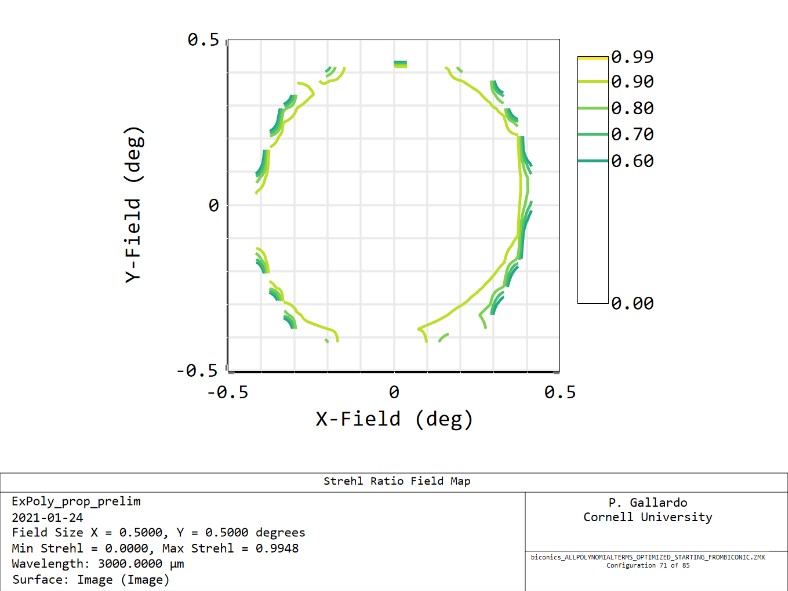 0.5
0
-0.5
Y-Field (deg)
-0.5 0 0.5
X-Field (deg)
0.99
0.90
0.80
0.70
0.60
0.00
Strehl Ratio Field Map
ExPoly_prop_prelim
2021-01-24
Field Size X = 0.5000, Y = 0.5000 degrees
Min Strehl = 0.0000, Max Strehl = 0.9948
Wavelength: 3000.0000 µm
Surface: Image (Image)
P. Gallardo
Cornell University
biconics_ALLPOLYNOMIALTERMS_OPTIMIZED_STARTING_FROMBICONIC.ZMX
Configuration 71 of 85